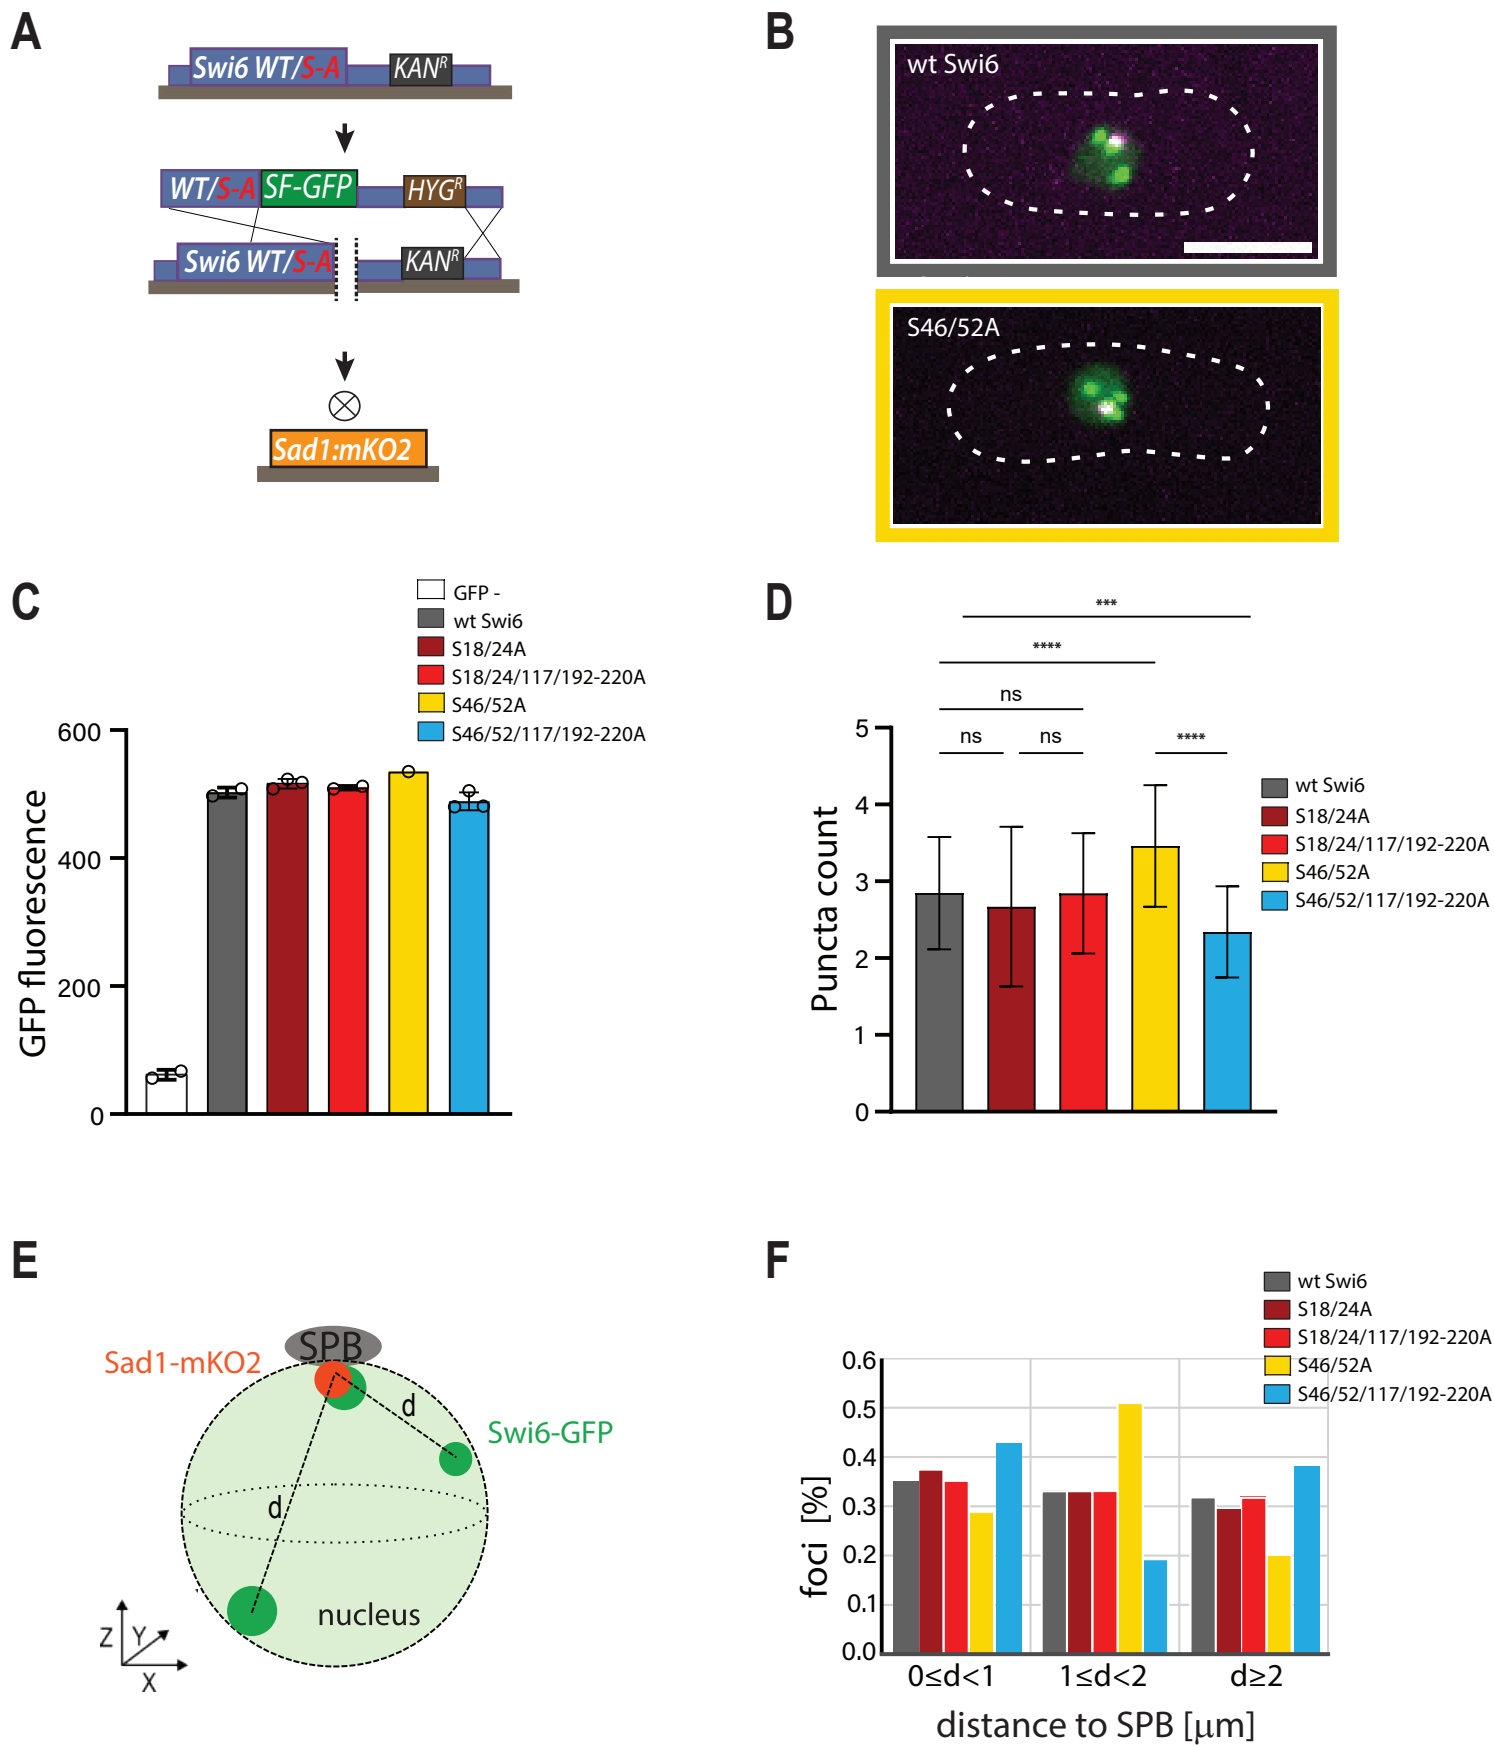 A
Swi6 WT/S-A KANR
WT/S-A SF-GFP HYGR
Swi6 WT/S-A KANR
Sad1:mKO2
B
wt Swi6
S46/52A
C
GFP -
wt Swi6
S18/24A
S18/24/117/192-220A
S46/52A
S46/52/117/192-220A
GFP fluorescence
600
400
200
0
D
***
****
ns
ns ns ****
Puncta count
5
4
3
2
1
0
wt Swi6
S18/24A
S18/24/117/192-220A
S46/52A
S46/52/117/192-220A
E
SPB
Sad1-mKO2
d
Swi6-GFP
d
nucleus
Z Y
X
F
wt Swi6
S18/24A
S18/24/117/192-220A
S46/52A
S46/52/117/192-220A
foci [%]
0.6
0.5
0.4
0.3
0.2
0.1
0.0
0≤d<1 1≤d<2 d≥2
distance to SPB [μm]